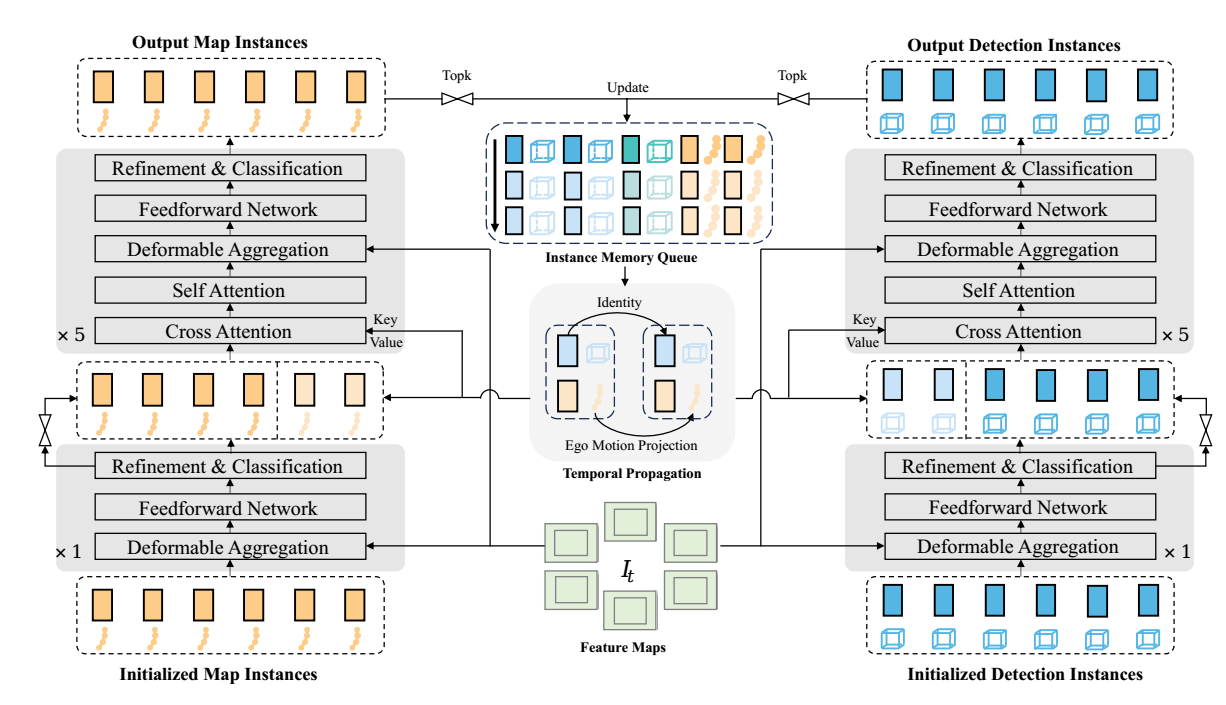 Output Map Instances
Output Detection Instances
Topk
Update
Topk
Refinement & Classification
Feedforward Network
Deformable Aggregation
Self Attention
Cross Attention
× 5
Key
Value
Instance Memory Queue
Identity
Ego Motion Projection
Temporal Propagation
Refinement & Classification
Feedforward Network
Deformable Aggregation
Self Attention
Cross Attention
× 5
Key
Value
Refinement & Classification
Feedforward Network
Deformable Aggregation
× 1
Initialized Map Instances
I_t
Feature Maps
Refinement & Classification
Feedforward Network
Deformable Aggregation
× 1
Initialized Detection Instances